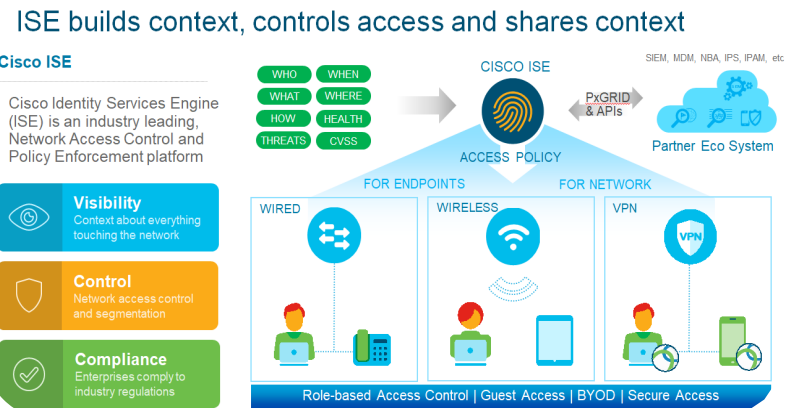 ISE builds context, controls access and shares context
Cisco ISE
Cisco Identity Services Engine
(ISE) is an industry leading,
Network Access Control and
Policy Enforcement platform
Visibility
Context about everything
touching the network
Control
Network access control
and segmentation
Compliance
Enterprises comply to
industry regulations
WHO
WHEN
WHAT
WHERE
HOW
HEALTH
THREATS
CVSS
CISCO ISE
ACCESS POLICY
PxGRID
& APIs
SIEM, MDM, NBA, IPS, IPAM, etc
Partner Eco System
FOR ENDPOINTS
FOR NETWORK
WIRED
WIRELESS
VPN
VPN
Role-based Access Control | Guest Access | BYOD | Secure Access